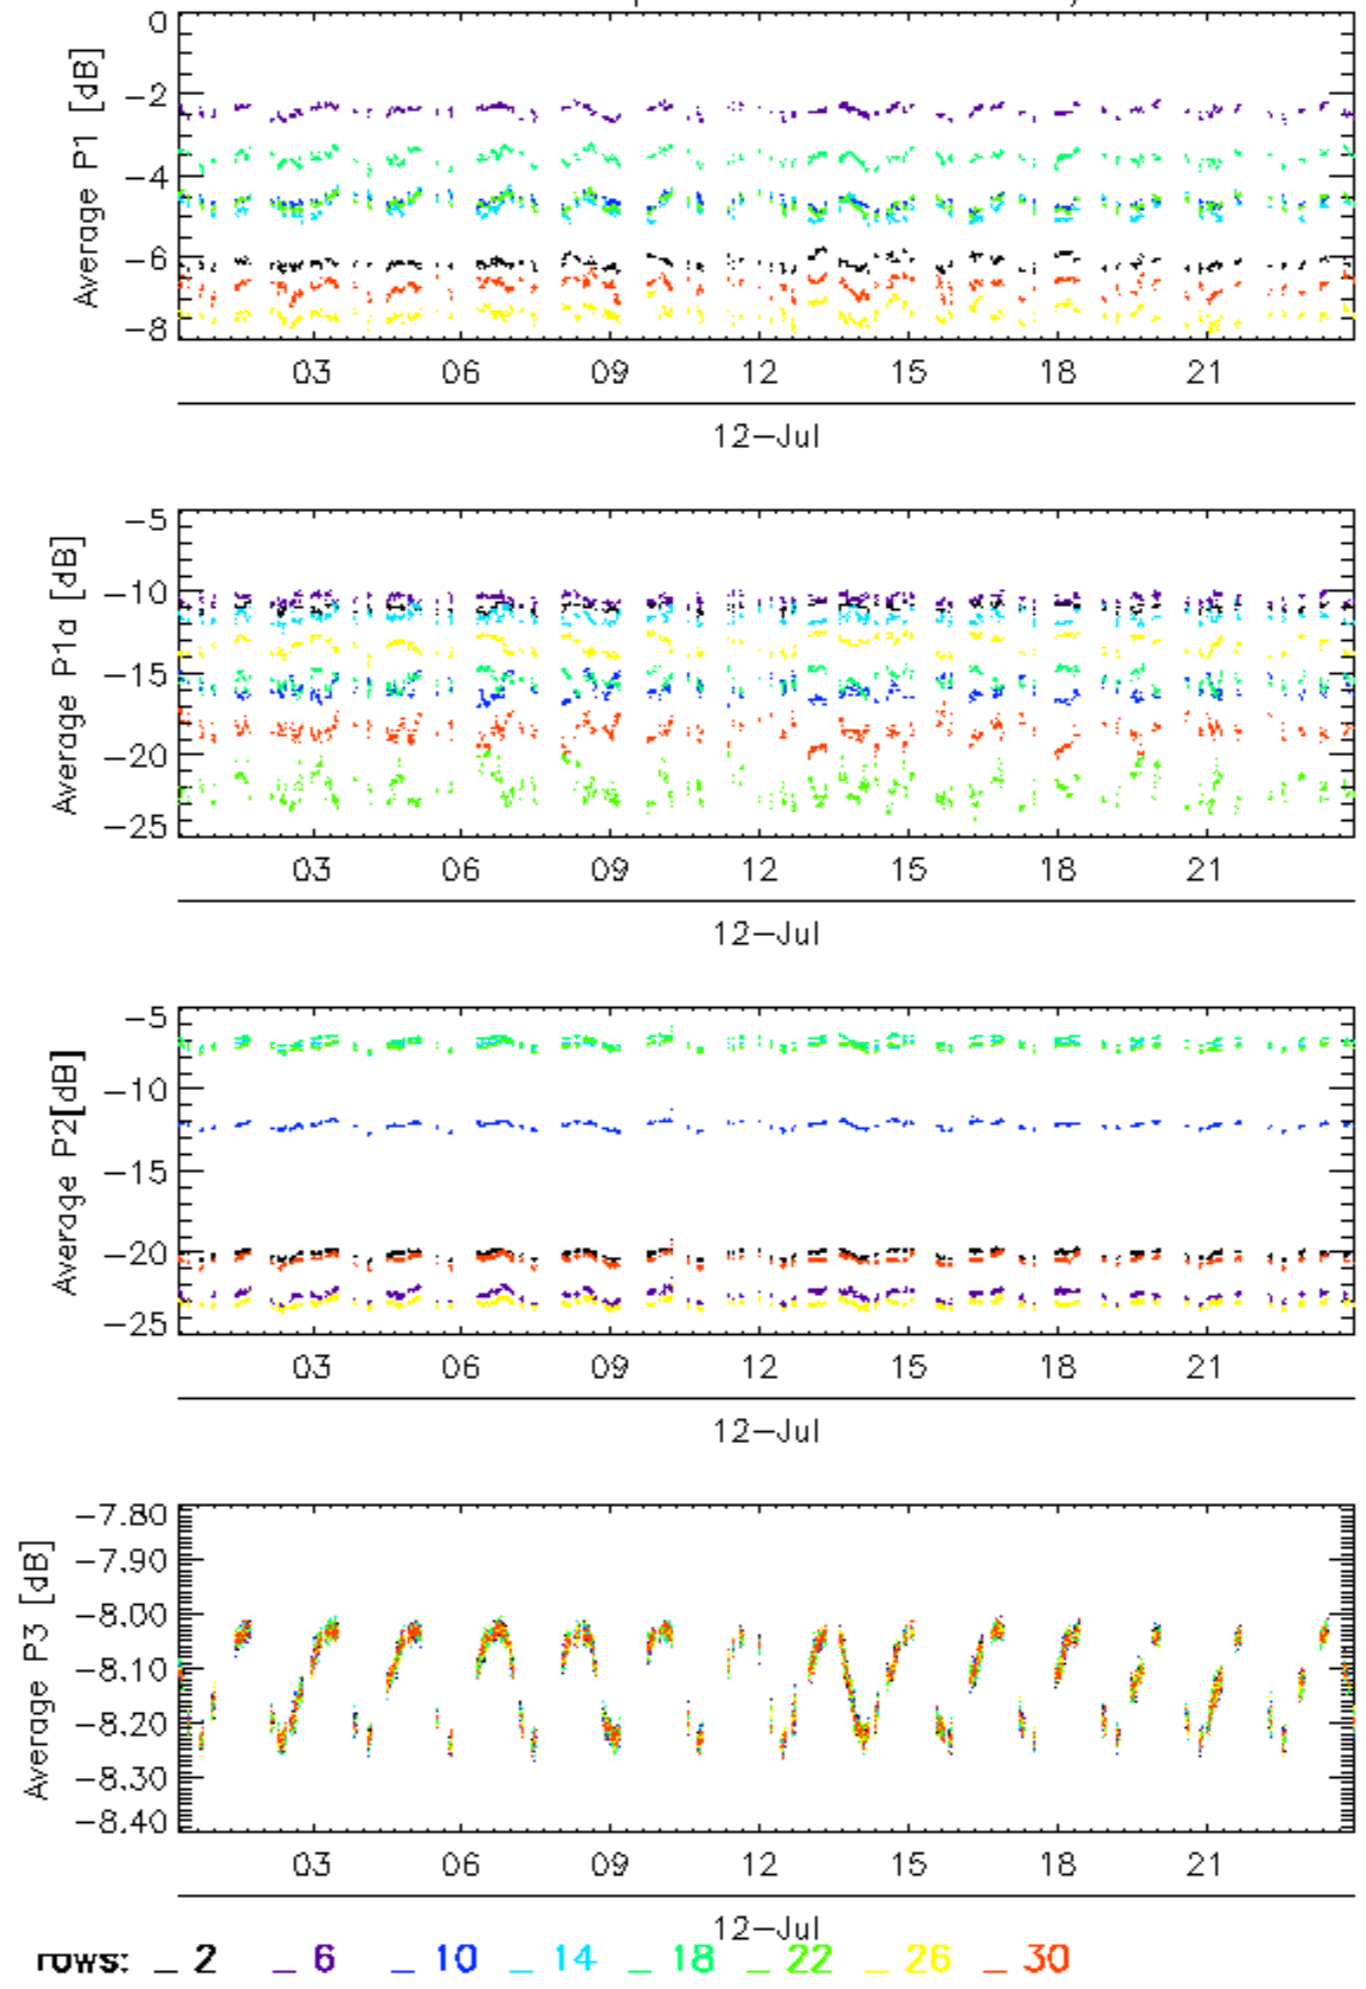 Average P1 [dB]
0
−2
−4
−6
−8
03 06 09 12 15 18 21
12−Jul
Average P1a [dB]
−5
−10
−15
−20
−25
03 06 09 12 15 18 21
12−Jul
Average P2[dB]
−5
−10
−15
−20
−25
03 06 09 12 15 18 21
12−Jul
Average P3 [dB]
−7.80
−7.90
−8.00
−8.10
−8.20
−8.30
−8.40
03 06 09 12 15 18 21
12−Jul
rows: _ 2 _ 6 _ 10 _ 14 _ 18 _ 22 _ 26 _ 30